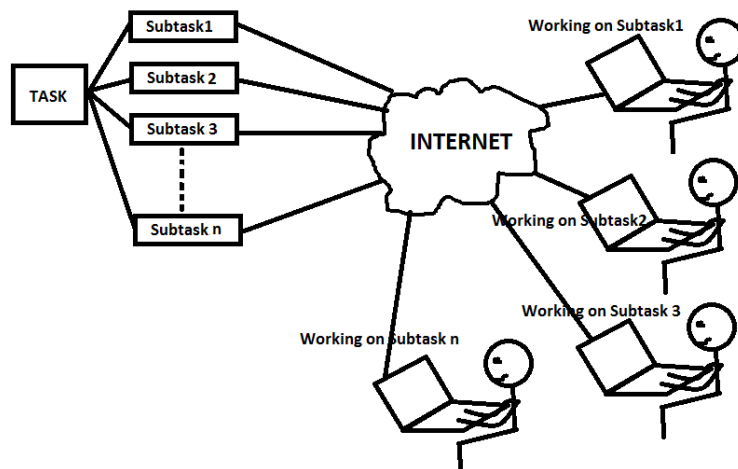 Subtask1
Working on Subtask1
Subtask 2
TASK
Subtask 3
INTERNET
Subtask n
Working on Subtask2
Working on Subtask 3
Working on Subtask n